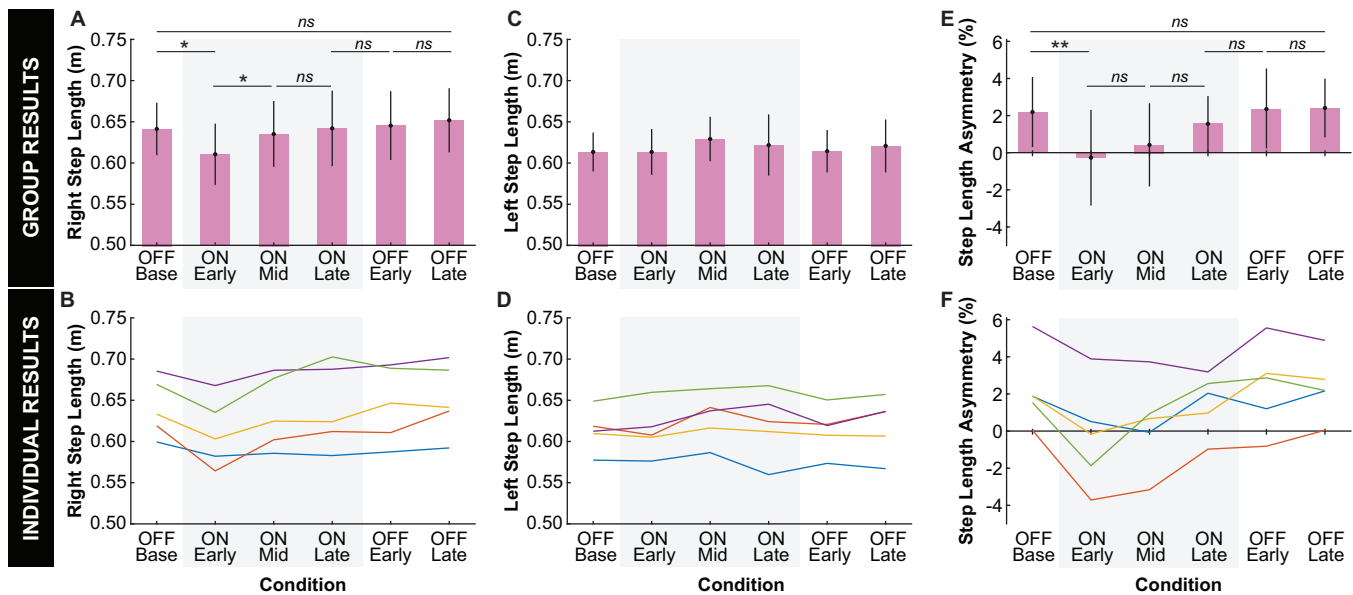 GROUP RESULTS
A
Right Step Length (m)
0.75
0.70
0.65
0.60
0.55
0.50
ns
*
ns
ns
*
ns
OFF Base
ON Early
ON Mid
ON Late
OFF Early
OFF Late
C
Left Step Length (m)
0.75
0.70
0.65
0.60
0.55
0.50
OFF Base
ON Early
ON Mid
ON Late
OFF Early
OFF Late
E
Step Length Asymmetry (%)
6
4
2
0
-2
-4
ns
**
ns
ns
ns
ns
OFF Base
ON Early
ON Mid
ON Late
OFF Early
OFF Late
INDIVIDUAL RESULTS
B
Right Step Length (m)
0.75
0.70
0.65
0.60
0.55
0.50
OFF Base
ON Early
ON Mid
ON Late
OFF Early
OFF Late
Condition
D
Left Step Length (m)
0.75
0.70
0.65
0.60
0.55
0.50
OFF Base
ON Early
ON Mid
ON Late
OFF Early
OFF Late
Condition
F
Step Length Asymmetry (%)
6
4
2
0
-2
-4
OFF Base
ON Early
ON Mid
ON Late
OFF Early
OFF Late
Condition